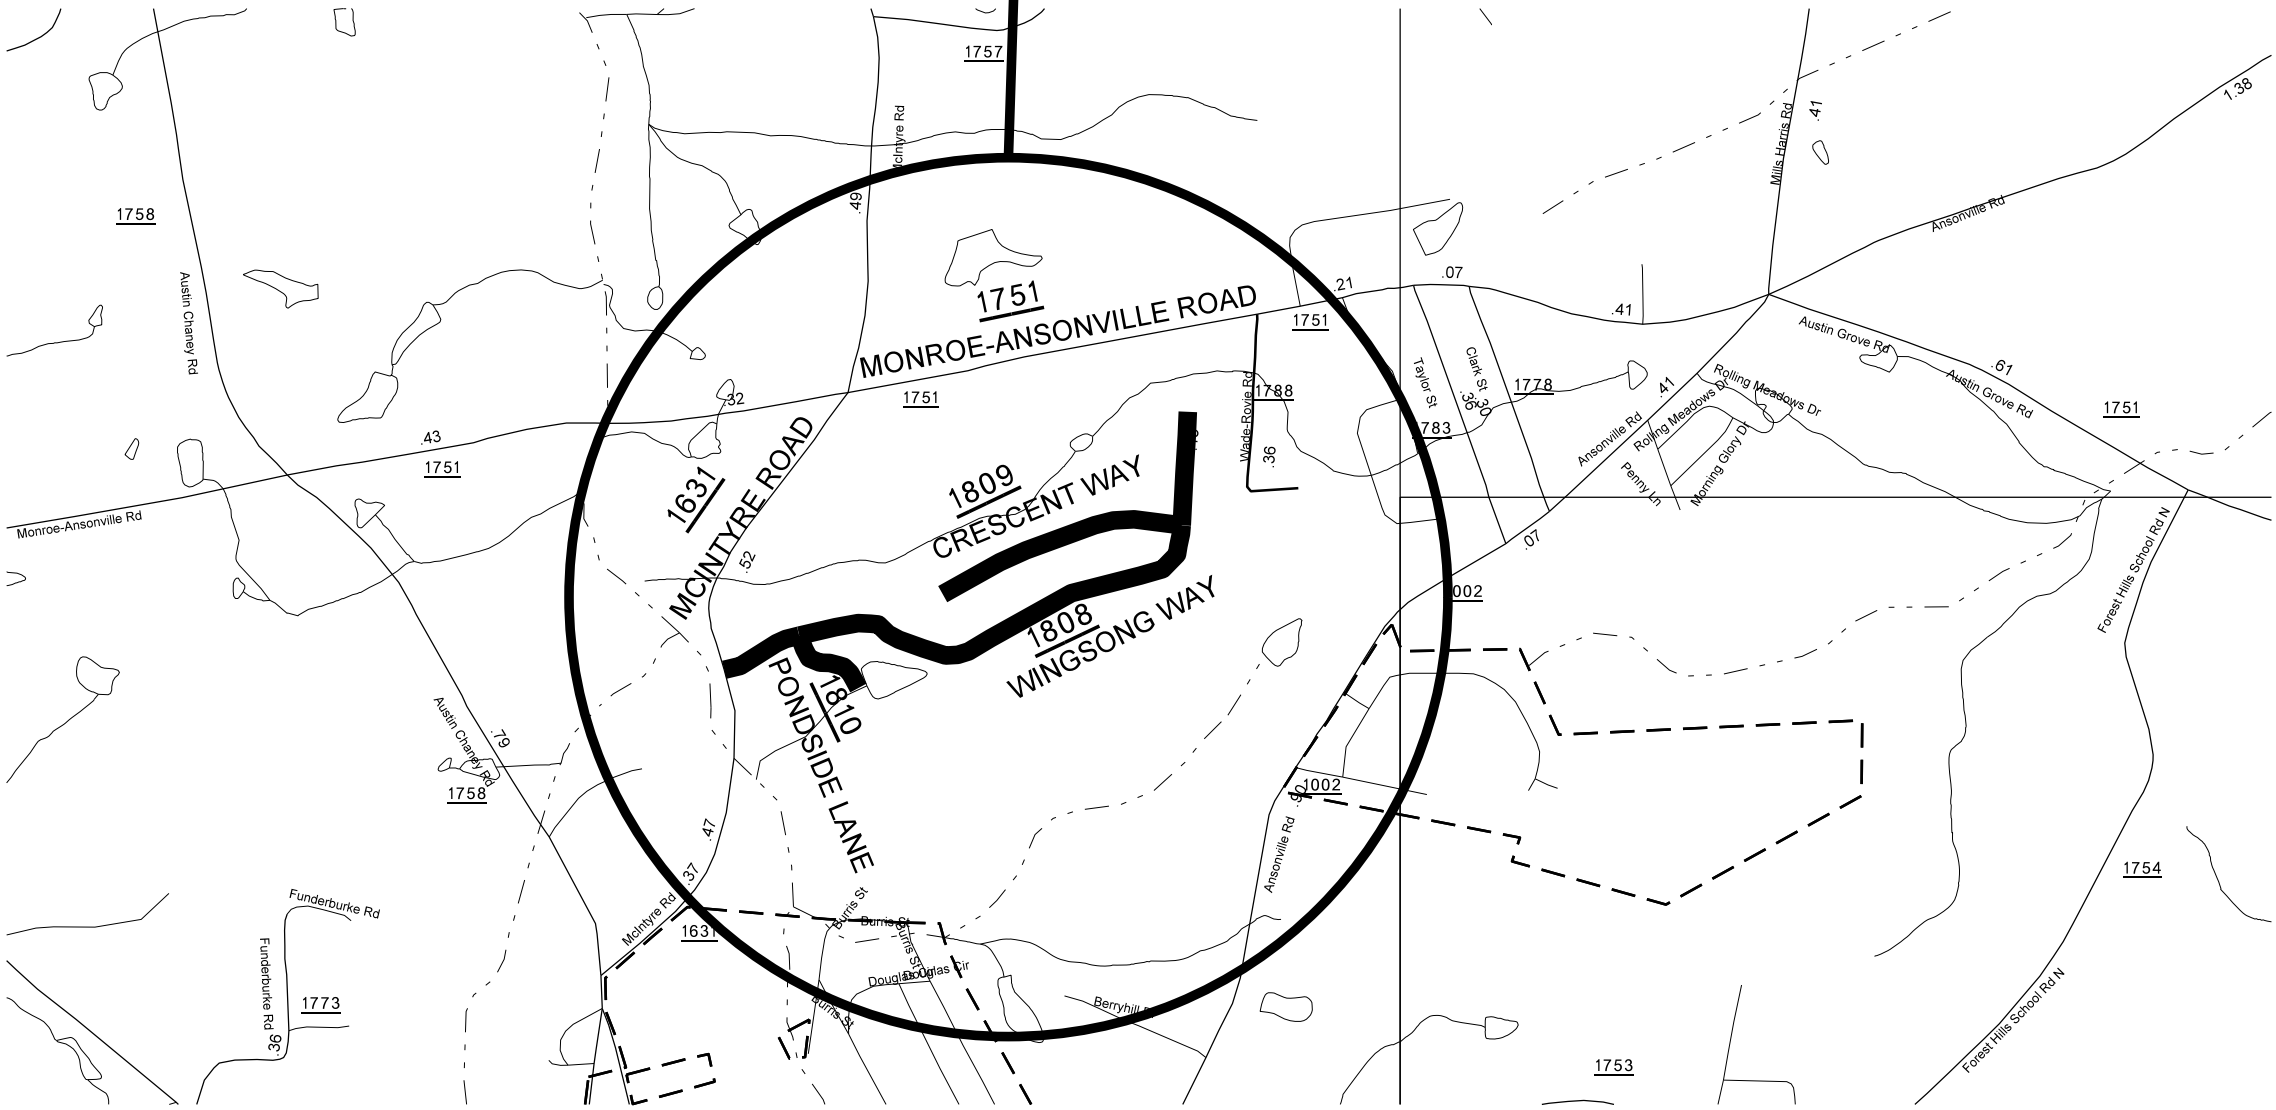 1757
McIntyre Rd
.49
1758
Austin Chaney Rd
Mills Harris Rd
.41
1.38
Ansonville Rd
1751
MONROE-ANSONVILLE ROAD
.21
.07
.41
1751
1751
.32
.43
1751
Monroe-Ansonville Rd
Wade-Rovie Rd
1788
.36
Taylor St
.36
Clark St
.30
1778
Austin Grove Rd
.61
Austin Grove Rd
1751
Rolling Meadows Dr
Rolling Meadows Dr
.41
Ansonville Rd
Penny Ln
Morning Glory Dr
.07
1631
MCINTYRE ROAD
.52
1809
CRESCENT WAY
1808
WINGSONG WAY
1810
PONDSIDE LANE
Forest Hills School Rd N
Austin Chaney Rd
.79
1758
.47
.37
McIntyre Rd
1631
1002
.90
Ansonville Rd
1754
Funderburke Rd
Funderburke Rd
.36
1773
Burris St
Burris St
Burris St
Douglas Cir
Burris St
Berryhill
Forest Hills School Rd N
1753